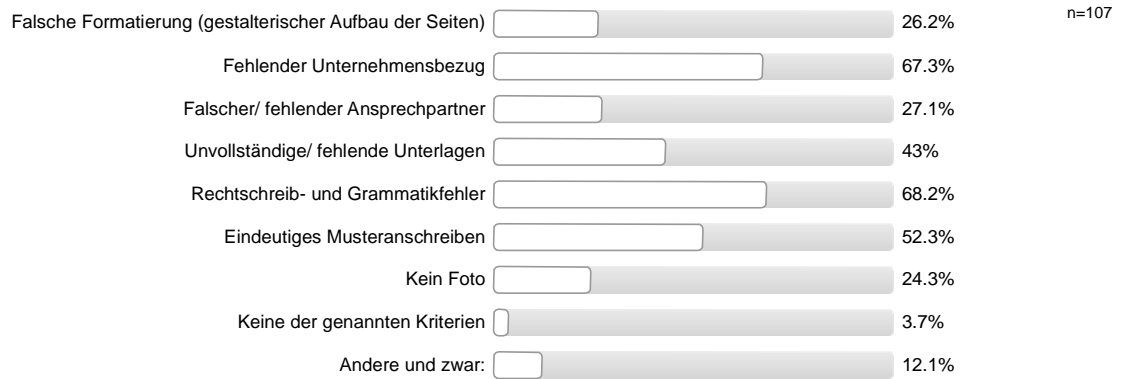 n=107
Falsche Formatierung (gestalterischer Aufbau der Seiten) 26.2%
Fehlender Unternehmensbezug 67.3%
Falscher/ fehlender Ansprechpartner 27.1%
Unvollständige/ fehlende Unterlagen 43%
Rechtschreib- und Grammatikfehler 68.2%
Eindeutiges Musteranschreiben 52.3%
Kein Foto 24.3%
Keine der genannten Kriterien 3.7%
Andere und zwar: 12.1%